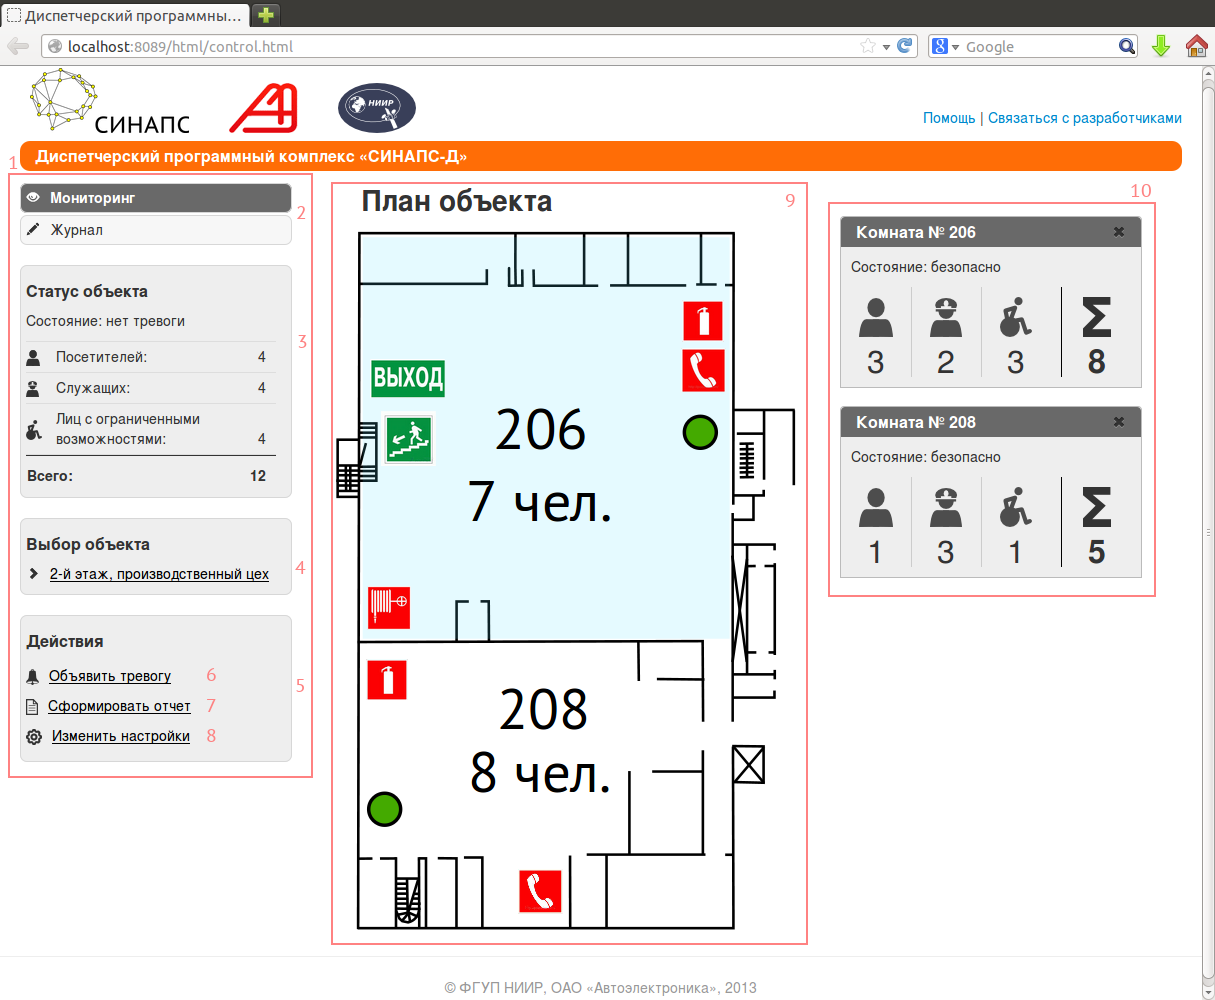 Диспетчерский программны...
localhost:8089/html/control.html
Google
СИНАПС
НИИР
Помощь | Связаться с разработчиками
1
Диспетчерский программный комплекс «СИНАПС-Д»
Мониторинг
2
Журнал
Статус объекта
Состояние: нет тревоги
3
Посетителей: 4
Служащих: 4
Лиц с ограниченными
возможностями: 4
Всего: 12
Выбор объекта
2-й этаж, производственный цех
4
Действия
Объявить тревогу 6
5
Сформировать отчет 7
Изменить настройки 8
План объекта
9
ВЫХОД
206
7 чел.
208
8 чел.
10
Комната № 206
Состояние: безопасно
Σ
3 2 3 8
Комната № 208
Состояние: безопасно
Σ
1 3 1 5
© ФГУП НИИР, ОАО «Автоэлектроника», 2013